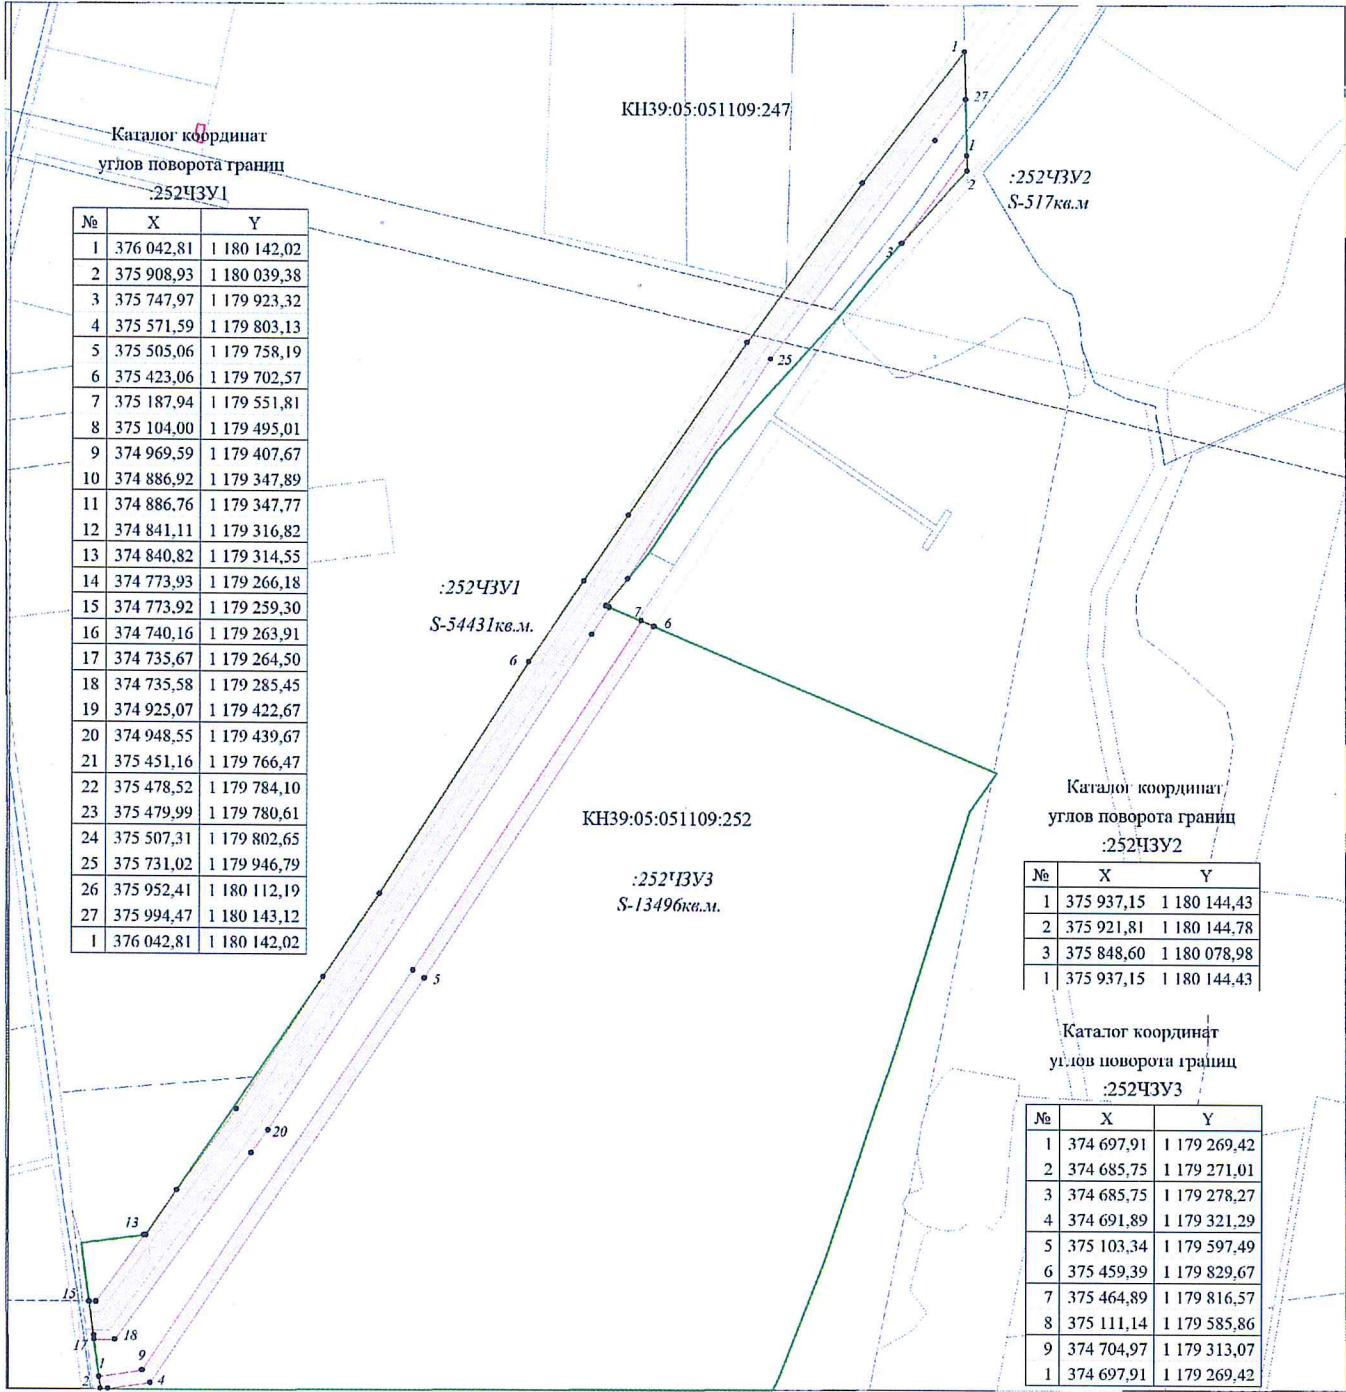 1
КН39:05:051109:247
27
Каталог координат
углов поворота границ
:252ЧЗУ1
№ X Y
1 376 042,81 1 180 142,02
2 375 908,93 1 180 039,38
3 375 747,97 1 179 923,32
4 375 571,59 1 179 803,13
5 375 505,06 1 179 758,19
6 375 423,06 1 179 702,57
7 375 187,94 1 179 551,81
8 375 104,00 1 179 495,01
9 374 969,59 1 179 407,67
10 374 886,92 1 179 347,89
11 374 886,76 1 179 347,77
12 374 841,11 1 179 316,82
13 374 840,82 1 179 314,55
14 374 773,93 1 179 266,18
15 374 773,92 1 179 259,30
16 374 740,16 1 179 263,91
17 374 735,67 1 179 264,50
18 374 735,58 1 179 285,45
19 374 925,07 1 179 422,67
20 374 948,55 1 179 439,67
21 375 451,16 1 179 766,47
22 375 478,52 1 179 784,10
23 375 479,99 1 179 780,61
24 375 507,31 1 179 802,65
25 375 731,02 1 179 946,79
26 375 952,41 1 180 112,19
27 375 994,47 1 180 143,12
1 376 042,81 1 180 142,02
1
2
:252ЧЗУ2
S-517кв.м
3
25
:252ЧЗУ1
S-54431кв.м.
7
6
6
КН39:05:051109:252
:252ЧЗУ3
S-13496кв.м.
5
Каталог координат
углов поворота границ
:252ЧЗУ2
№ X Y
1 375 937,15 1 180 144,43
2 375 921,81 1 180 144,78
3 375 848,60 1 180 078,98
1 375 937,15 1 180 144,43
Каталог координат
углов поворота границ
:252ЧЗУ3
№ X Y
1 374 697,91 1 179 269,42
2 374 685,75 1 179 271,01
3 374 685,75 1 179 278,27
4 374 691,89 1 179 321,29
5 375 103,34 1 179 597,49
6 375 459,39 1 179 829,67
7 375 464,89 1 179 816,57
8 375 111,14 1 179 585,86
9 374 704,97 1 179 313,07
1 374 697,91 1 179 269,42
20
13
15
17
18
1
9
2
4